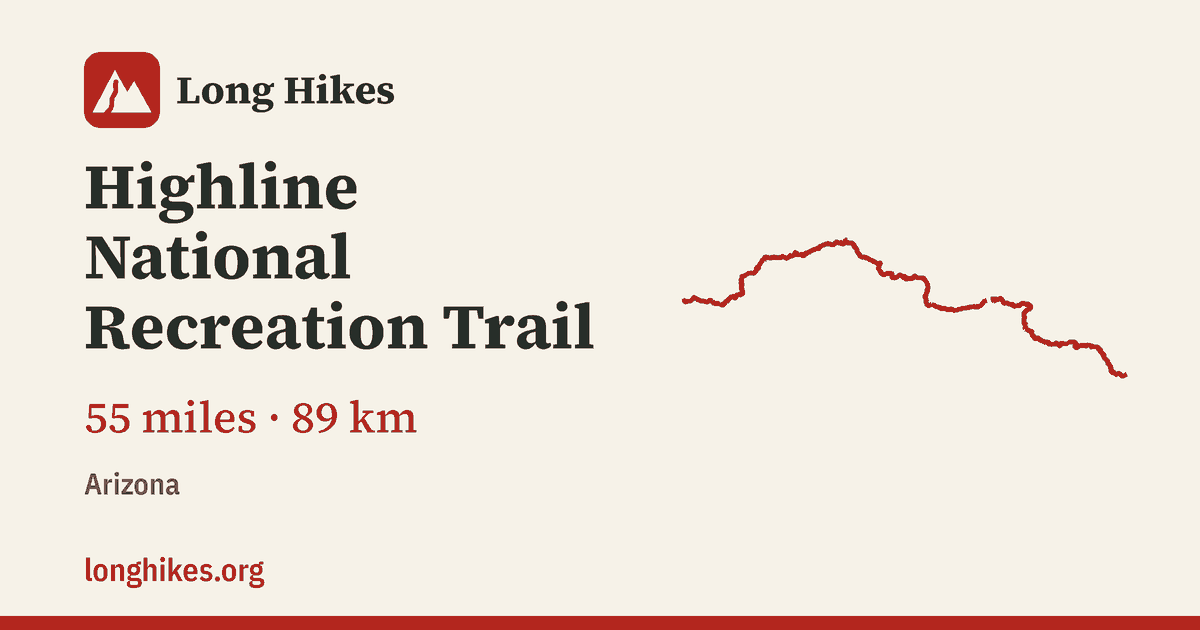 Long Hikes
Highline
National
Recreation Trail
55 miles · 89 km
Arizona
longhikes.org